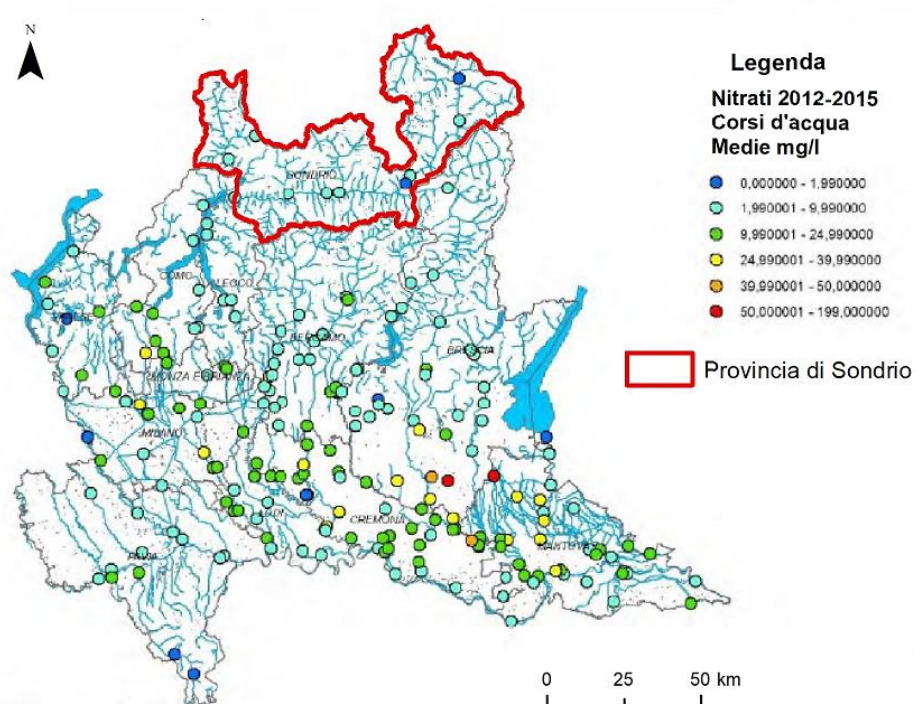 N
Legenda
Nitrati 2012-2015
Corsi d'acqua
Medie mg/l
0,000000 - 1,990000
1,990001 - 9,990000
9,990001 - 24,990000
24,990001 - 39,990000
39,990001 - 50,000000
50,000001 - 199,000000
Provincia di Sondrio
SONDRIO
COMO
LECCO
VARESE
BERGAMO
BRESCIA
MONZA E BRIANZA
MILANO
LODI
CREMONA
PAVIA
MANTOVA
0 25 50 km